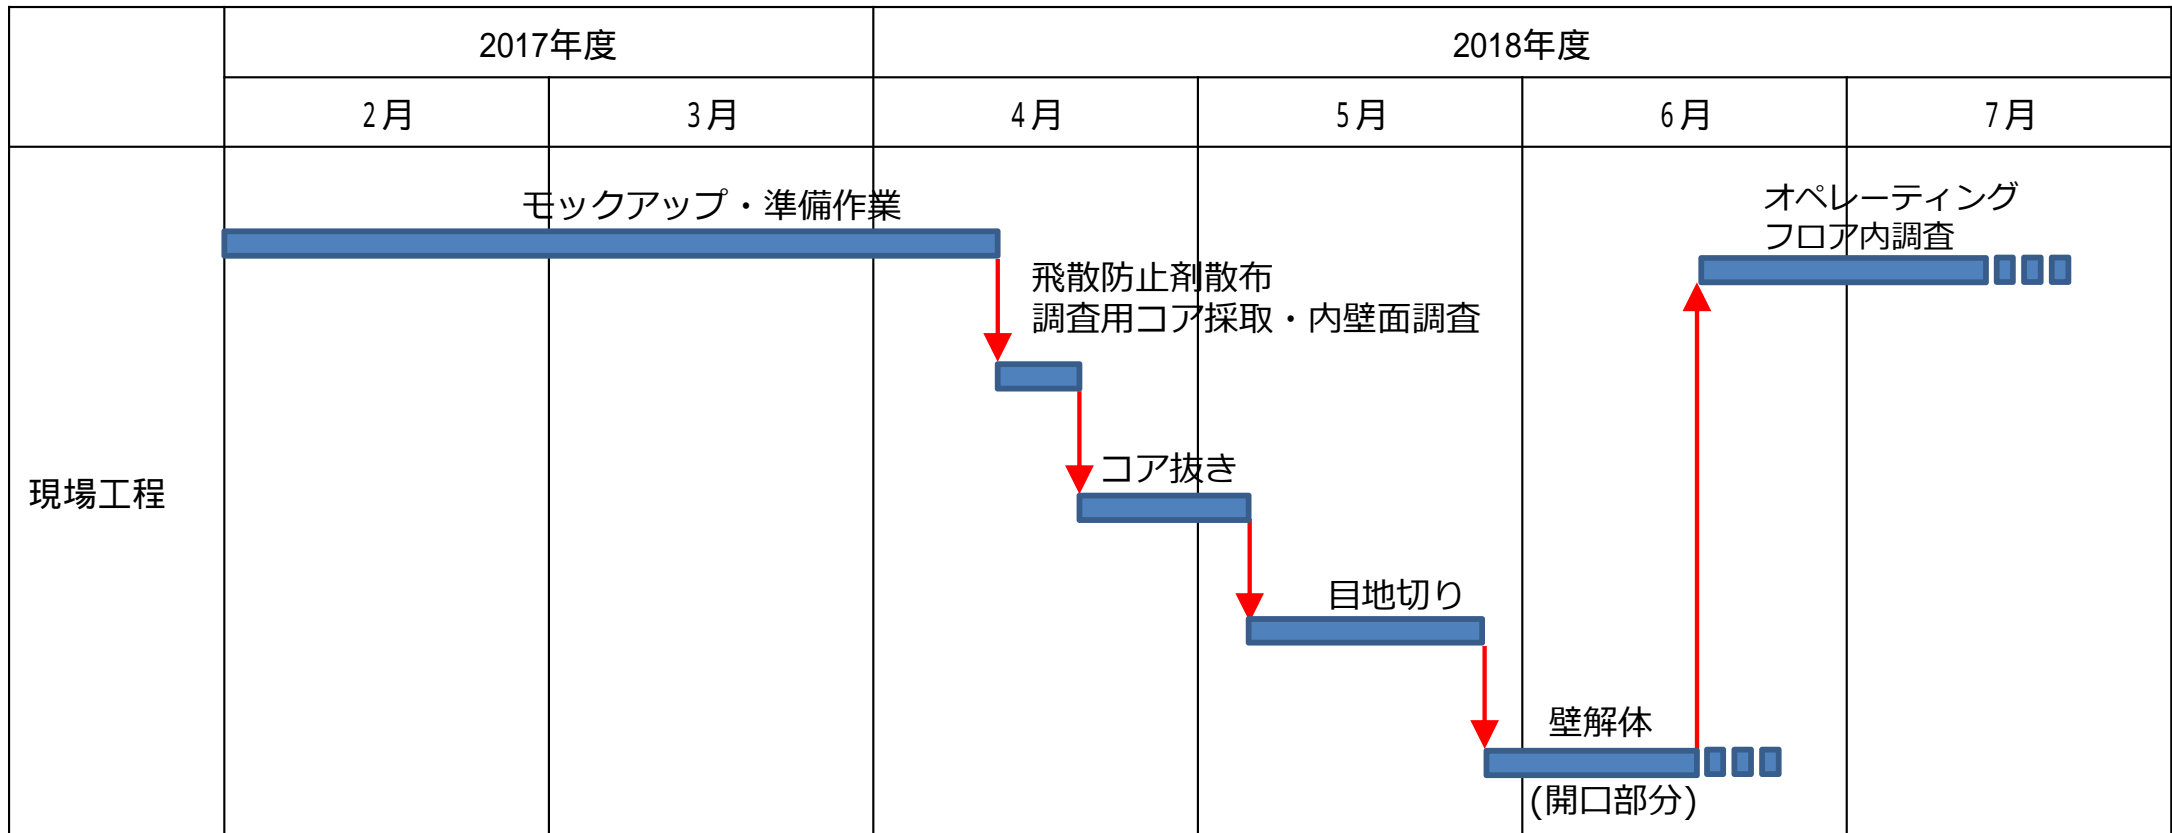 2017年度
2018年度
2月
3月
4月
5月
6月
7月
現場工程
モックアップ・準備作業
飛散防止剤散布
調査用コア採取・内壁面調査
コア抜き
目地切り
壁解体
(開口部分)
オペレーティング
フロア内調査